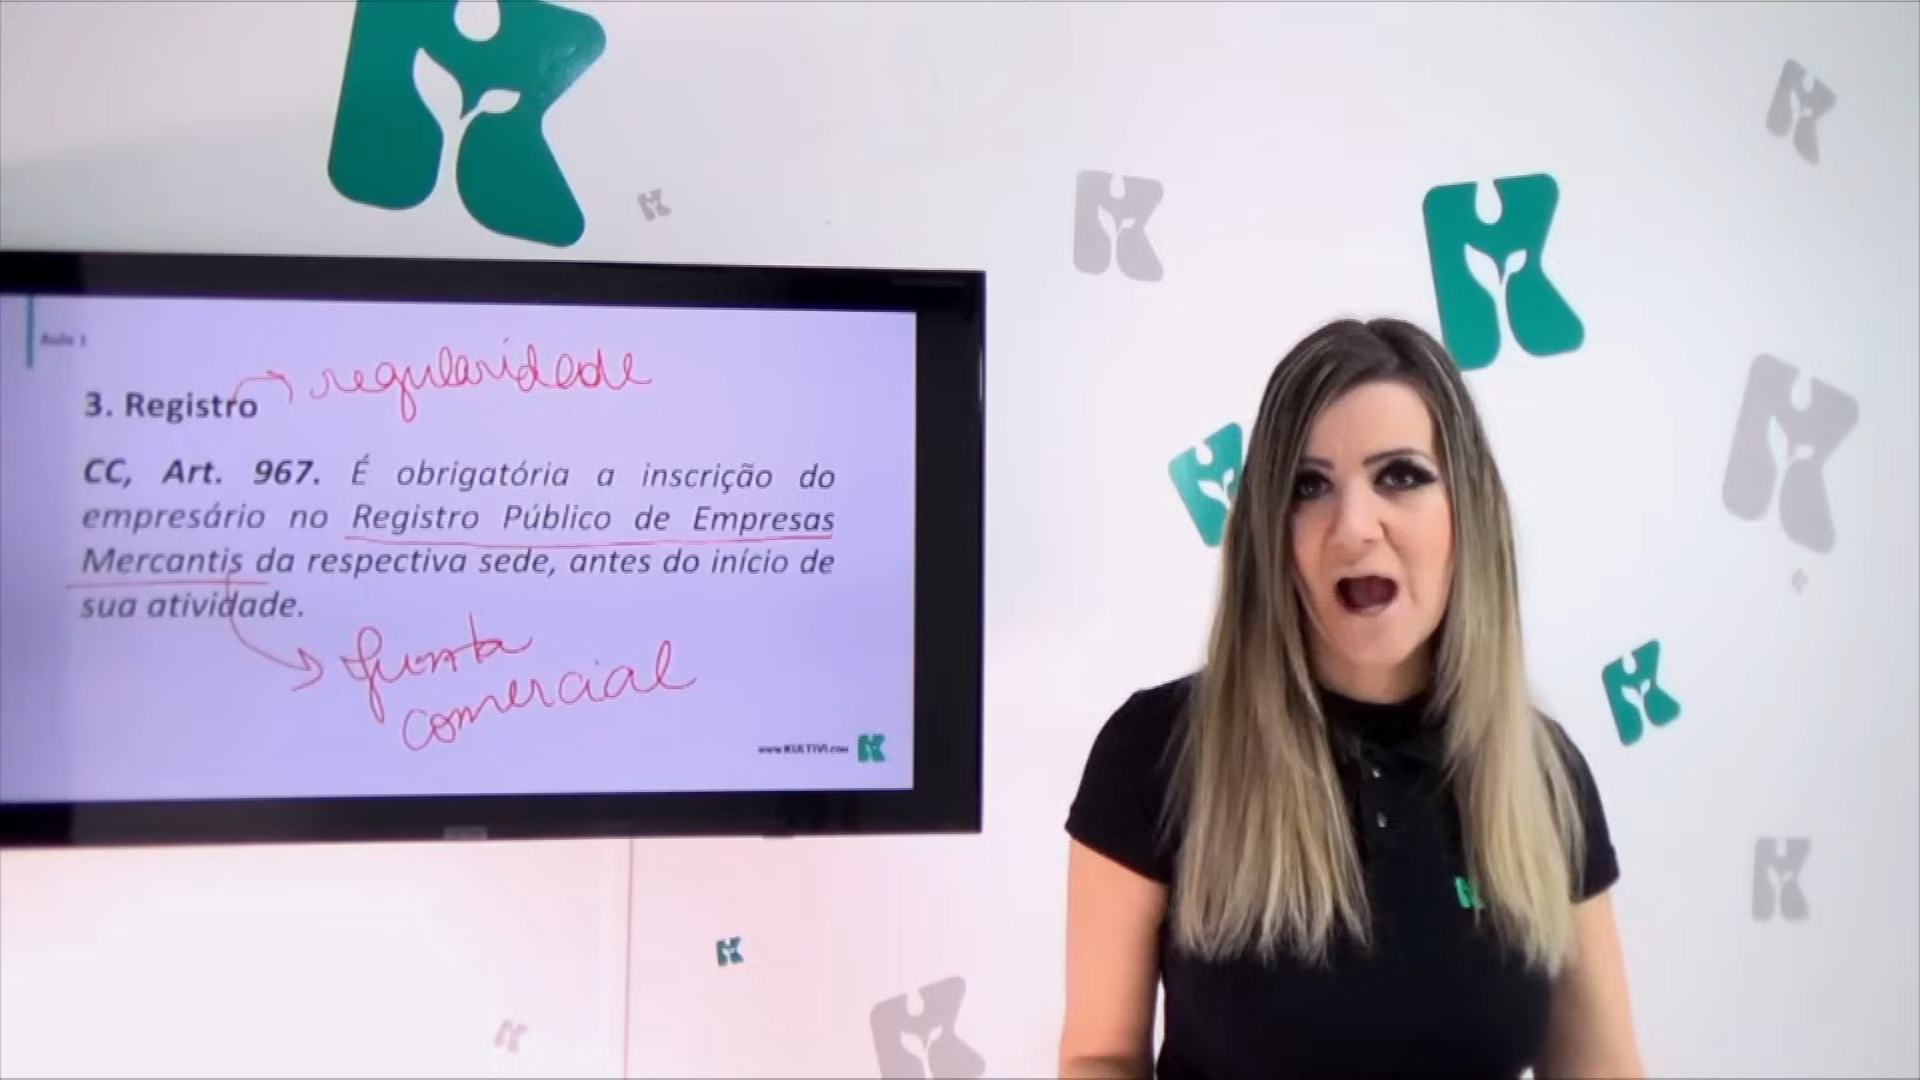 Aula 1
regularidade
3. Registro
CC, Art. 967. É obrigatória a inscrição do
empresário no Registro Público de Empresas
Mercantis da respectiva sede, antes do início de
sua atividade.
Junta
comercial
www.KULTIVI.com